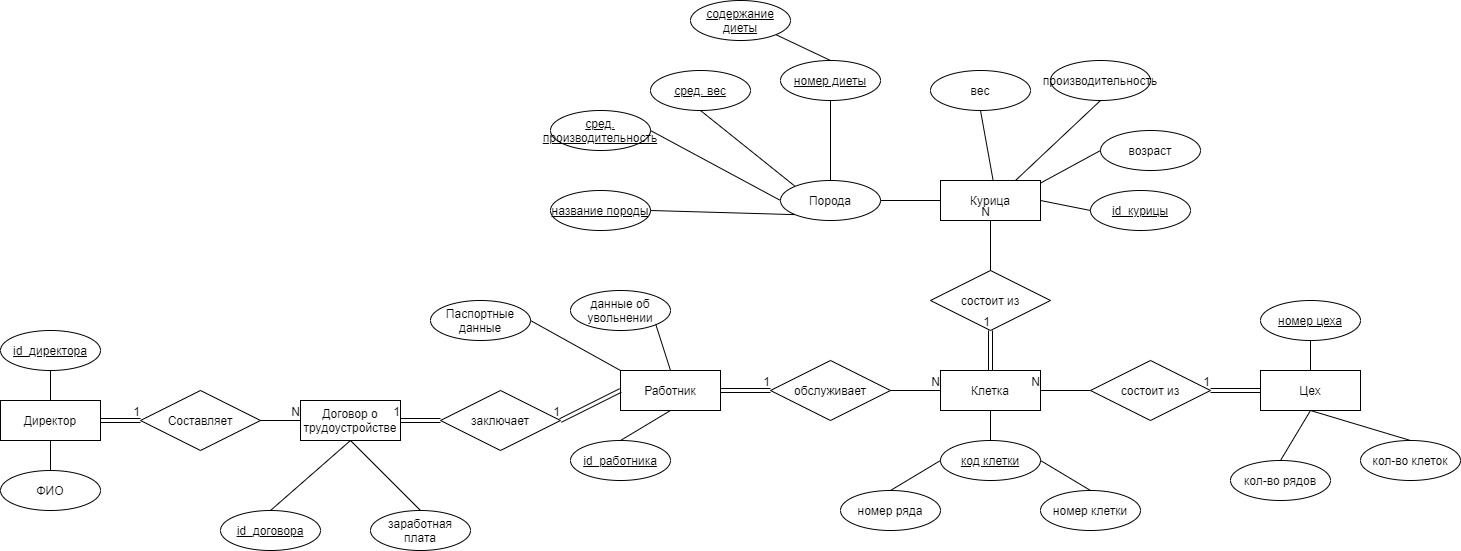 содержание
диеты
номер диеты
сред. вес
сред.
производительность
название породы
Порода
вес
производительность
возраст
id_курицы
Курица
N
состоит из
1
Паспортные
данные
данные об
увольнении
номер цеха
id_директора
Директор
1
Составляет
N
Договор о
трудоустройстве
1
заключает
1
Работник
1
обслуживает
N
Клетка
N
состоит из
1
Цех
ФИО
id_договора
заработная
плата
id_работника
код клетки
номер ряда
номер клетки
кол-во рядов
кол-во клеток